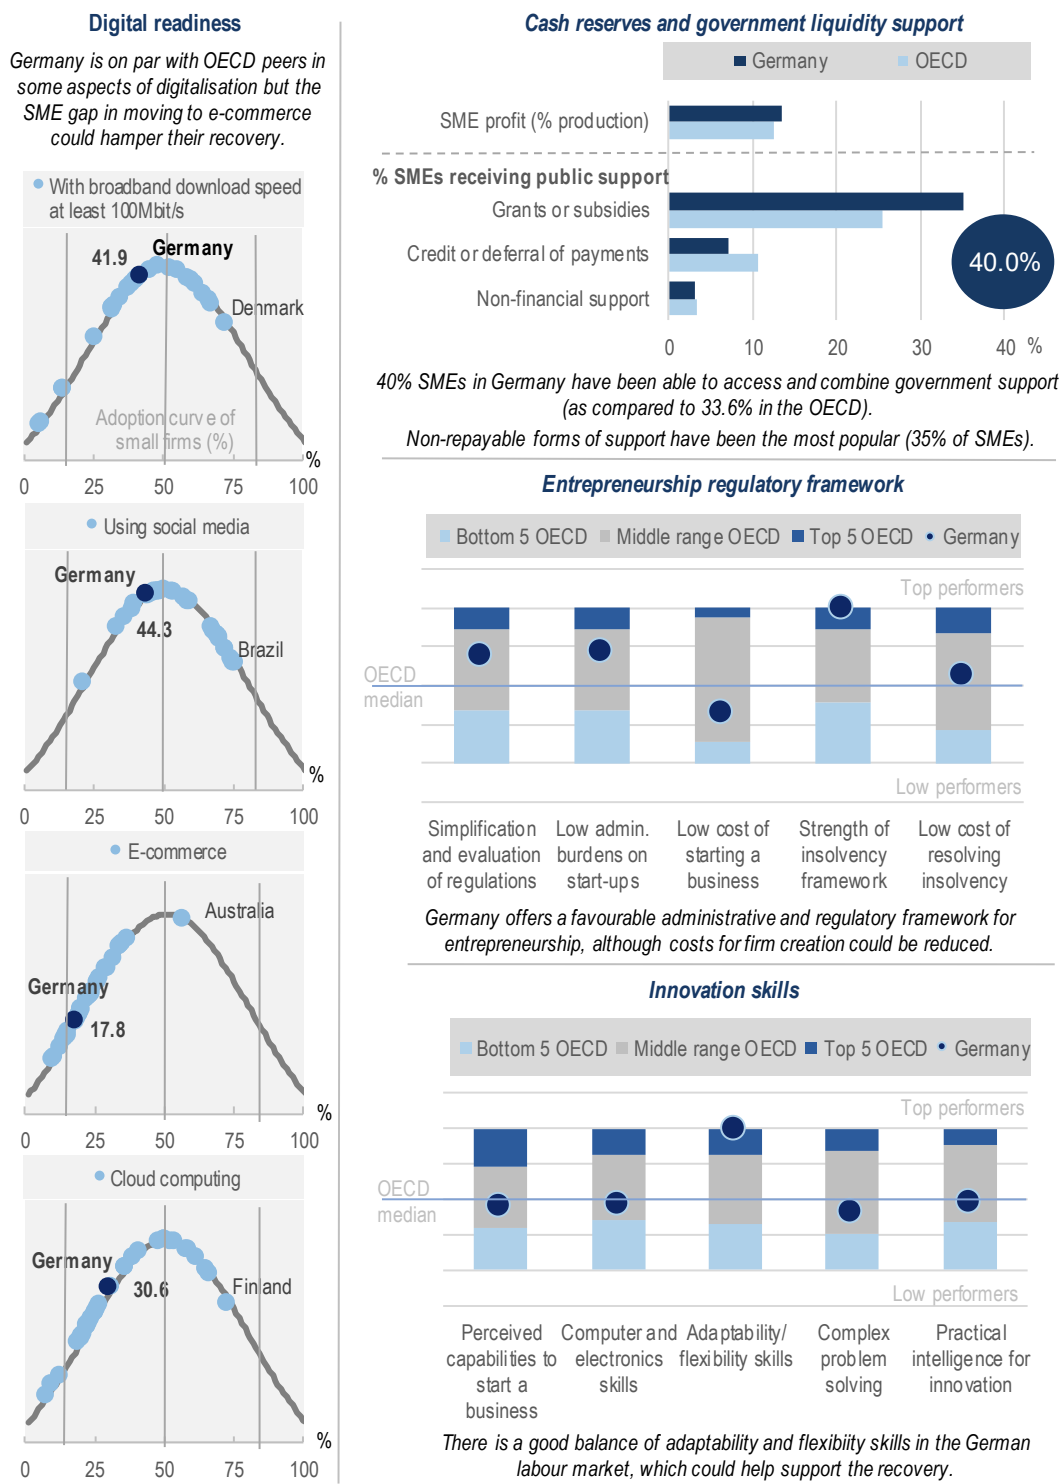 Digital readiness
Germany is on par with OECD peers in
some aspects of digitalisation but the
SME gap in moving to e-commerce
could hamper their recovery.
With broadband download speed
at least 100Mbit/s
Germany
41.9
Denmark
Adoption curve of
small firms (%)
%
0 25 50 75 100
Using social media
Germany
44.3
Brazil
%
0 25 50 75 100
E-commerce
Australia
Germany
17.8
%
0 25 50 75 100
Cloud computing
Germany
30.6
Finland
0 25 50 75 100
%
Cash reserves and government liquidity support
Germany OECD
SME profit (% production)
% SMEs receiving public support
Grants or subsidies
Credit or deferral of payments
40.0%
Non-financial support
0 10 20 30 40 %
40% SMEs in Germany have been able to access and combine government support
(as compared to 33.6% in the OECD).
Non-repayable forms of support have been the most popular (35% of SMEs).
Entrepreneurship regulatory framework
Bottom 5 OECD Middle range OECD Top 5 OECD Germany
Top performers
OECD
median
Low performers
Simplification
and evaluation
of regulations
Low admin.
burdens on
start-ups
Low cost of
starting a
business
Strength of
insolvency
framework
Low cost of
resolving
insolvency
Germany offers a favourable administrative and regulatory framework for
entrepreneurship, although costs for firm creation could be reduced.
Innovation skills
Bottom 5 OECD Middle range OECD Top 5 OECD Germany
Top performers
OECD
median
Low performers
Perceived
capabilities to
start a
business
Computer and
electronics
skills
Adaptability/
flexibility skills
Complex
problem
solving
Practical
intelligence for
innovation
There is a good balance of adaptability and flexibiity skills in the German
labour market, which could help support the recovery.